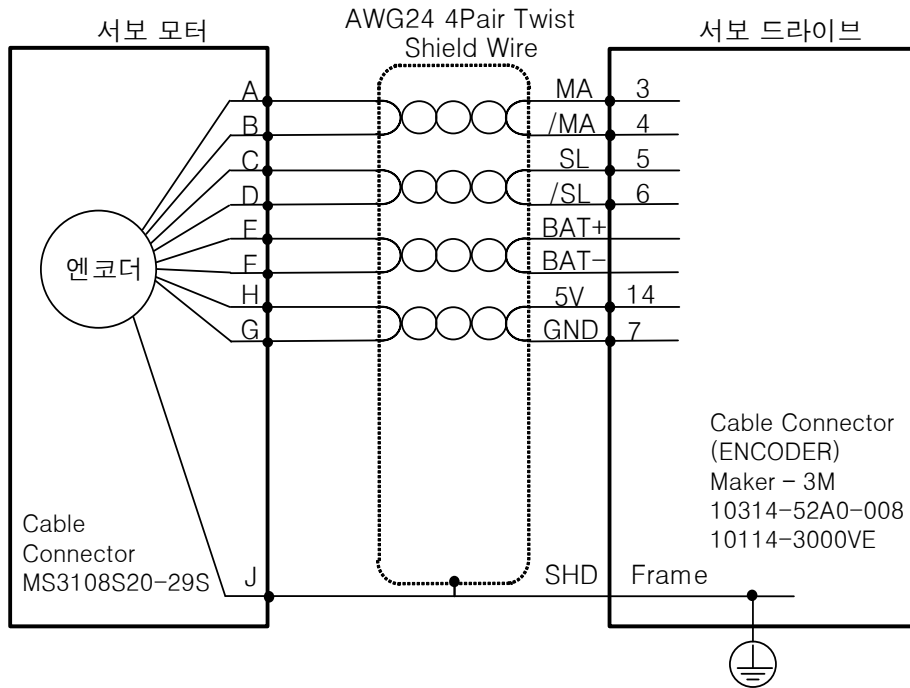 서보 모터
AWG24 4Pair Twist
Shield Wire
서보 드라이브
A
MA
3
B
/MA
4
C
SL
5
D
/SL
6
E
BAT+
F
BAT-
H
5V
14
G
GND
7
엔코더
Cable Connector
(ENCODER)
Maker - 3M
10314-52A0-008
10114-3000VE
Cable
Connector
MS3108S20-29S
J
SHD
Frame